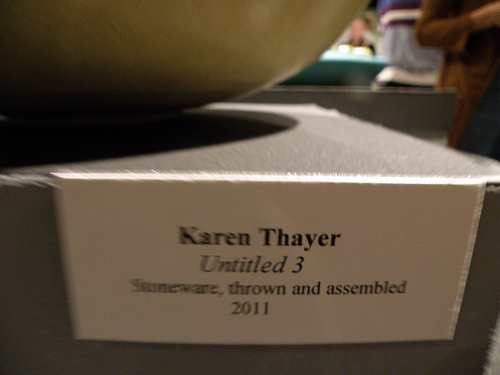 Karen Thayer
Untitled 3
Stoneware, thrown and assembled
2011